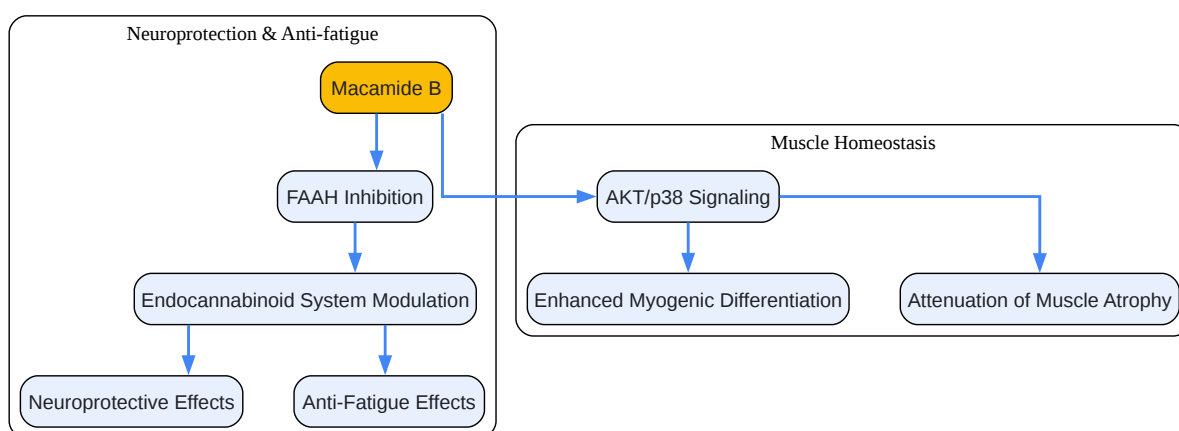 Neuroprotection & Anti-fatigue
Macamide B
FAAH Inhibition
Endocannabinoid System Modulation
Neuroprotective Effects
Anti-Fatigue Effects
Muscle Homeostasis
AKT/p38 Signaling
Enhanced Myogenic Differentiation
Attenuation of Muscle Atrophy